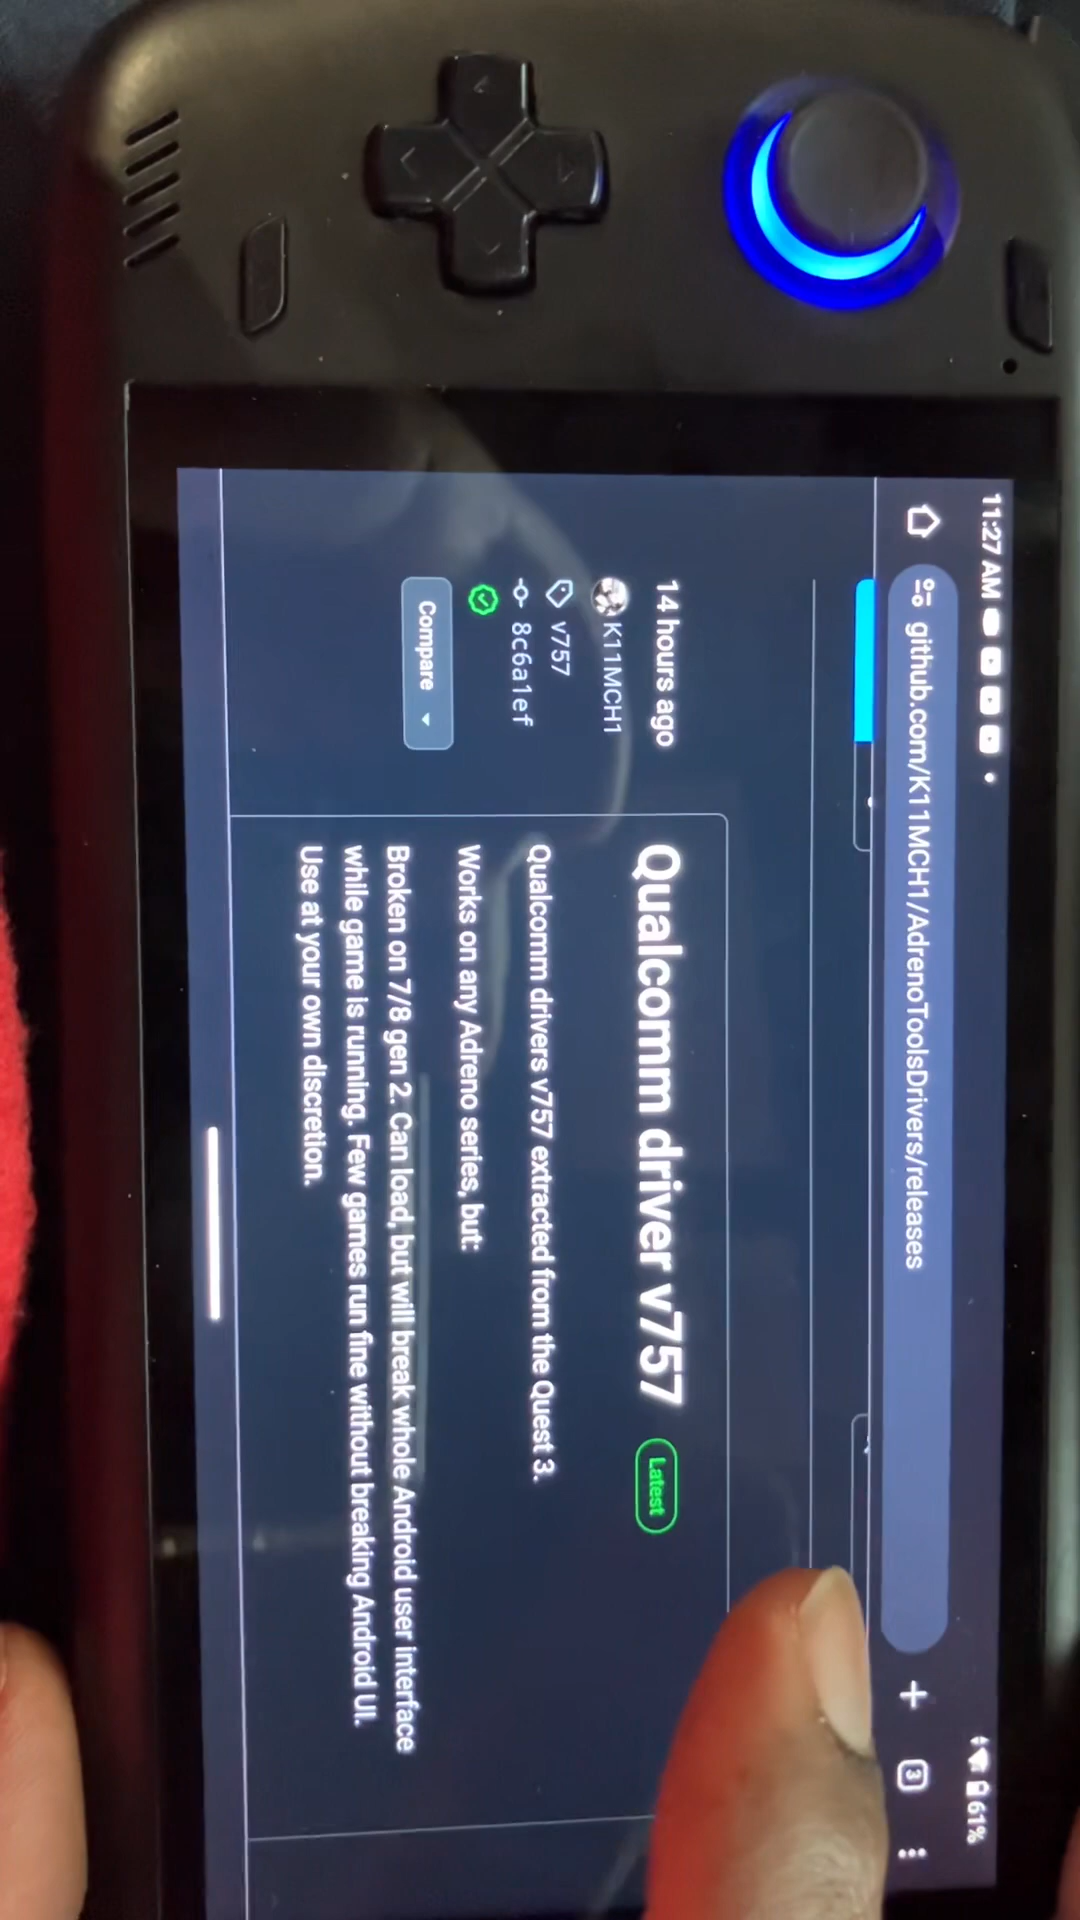 11:27 AM
61%
github.com/K11MCH1/AdrenoToolsDrivers/releases
3
14 hours ago
K11MCH1
v757
8c6a1ef
Compare
Qualcomm driver v757 Latest
Qualcomm drivers v757 extracted from the Quest 3.
Works on any Adreno series, but:
Broken on 7/8 gen 2. Can load, but will break whole Android user interface
while game is running. Few games run fine without breaking Android UI.
Use at your own discretion.